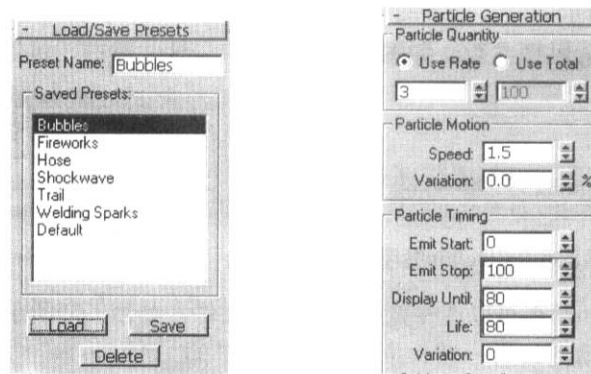 - Load/Save Presets
Preset Name: Bubbles
Saved Presets:
Bubbles
Fireworks
Hose
Shockwave
Trail
Welding Sparks
Default
Load Save
Delete
- Particle Generation
Particle Quantity
Use Rate Use Total
3 100
Particle Motion
Speed: 1.5
Variation: 0.0 %
Particle Timing
Emit Start: 0
Emit Stop: 100
Display Until: 80
Life: 80
Variation: 0